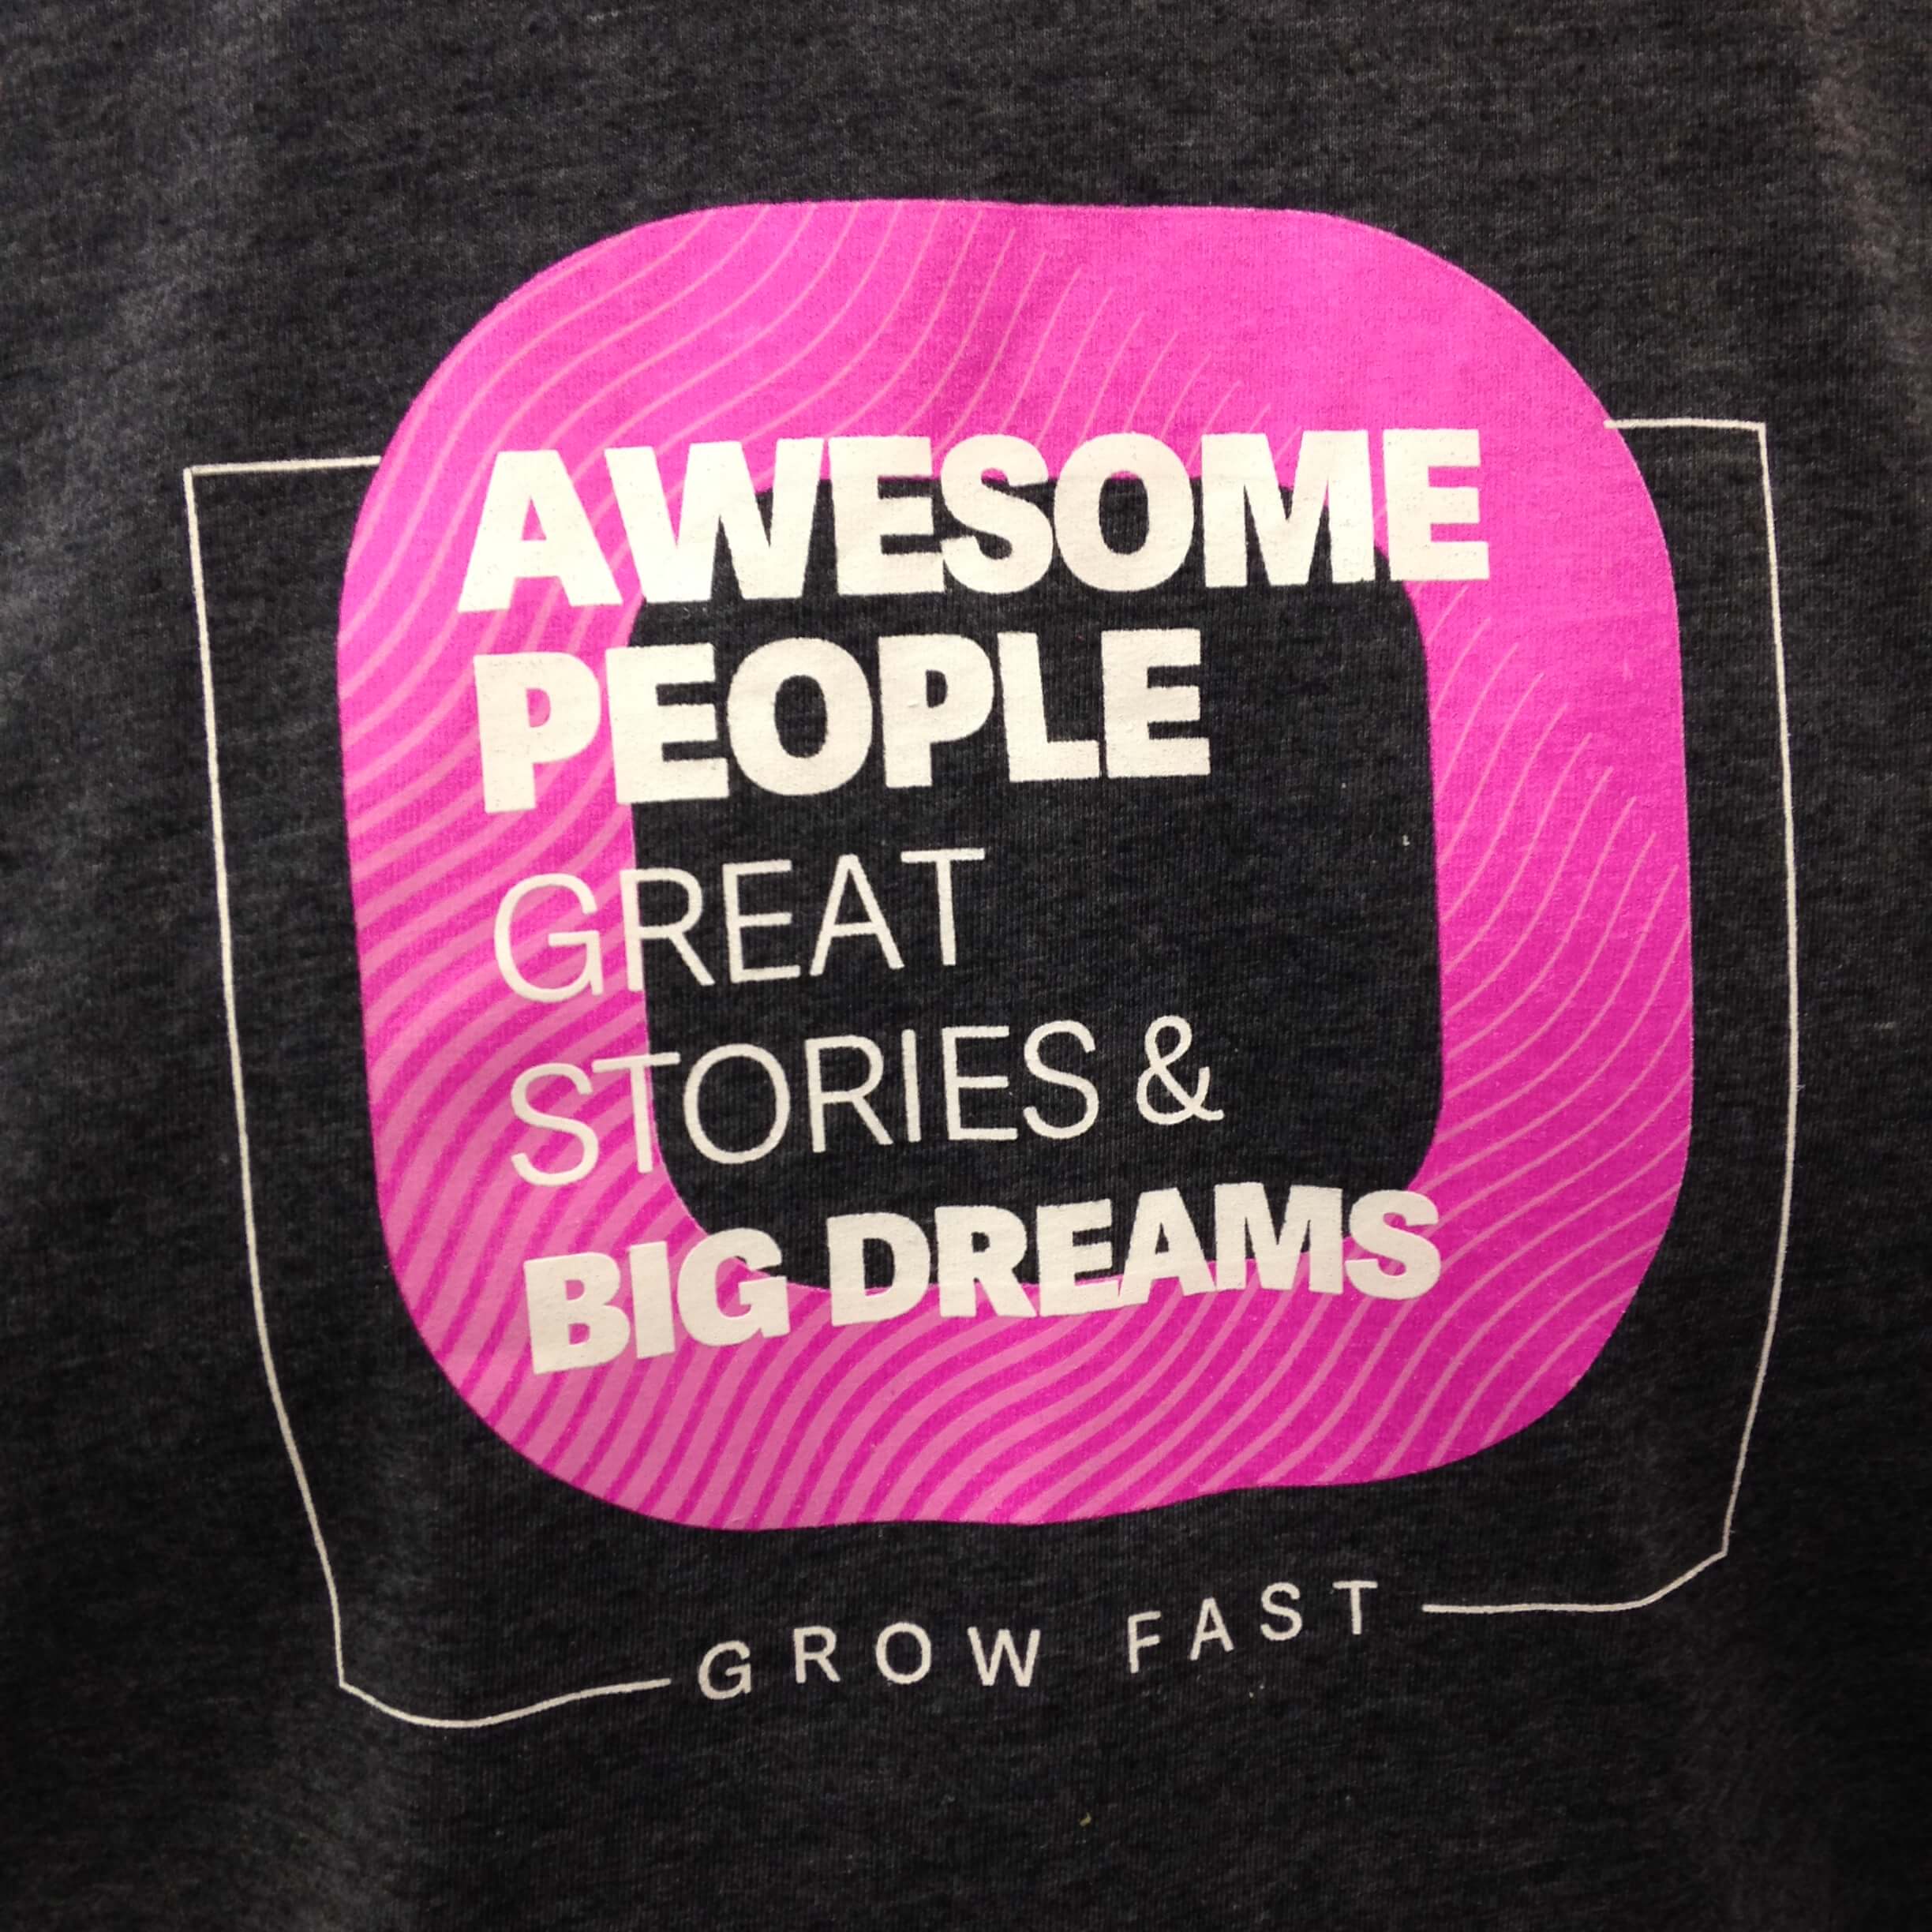 AWESOME
PEOPLE
GREAT
STORIES &
BIG DREAMS
GROW FAST